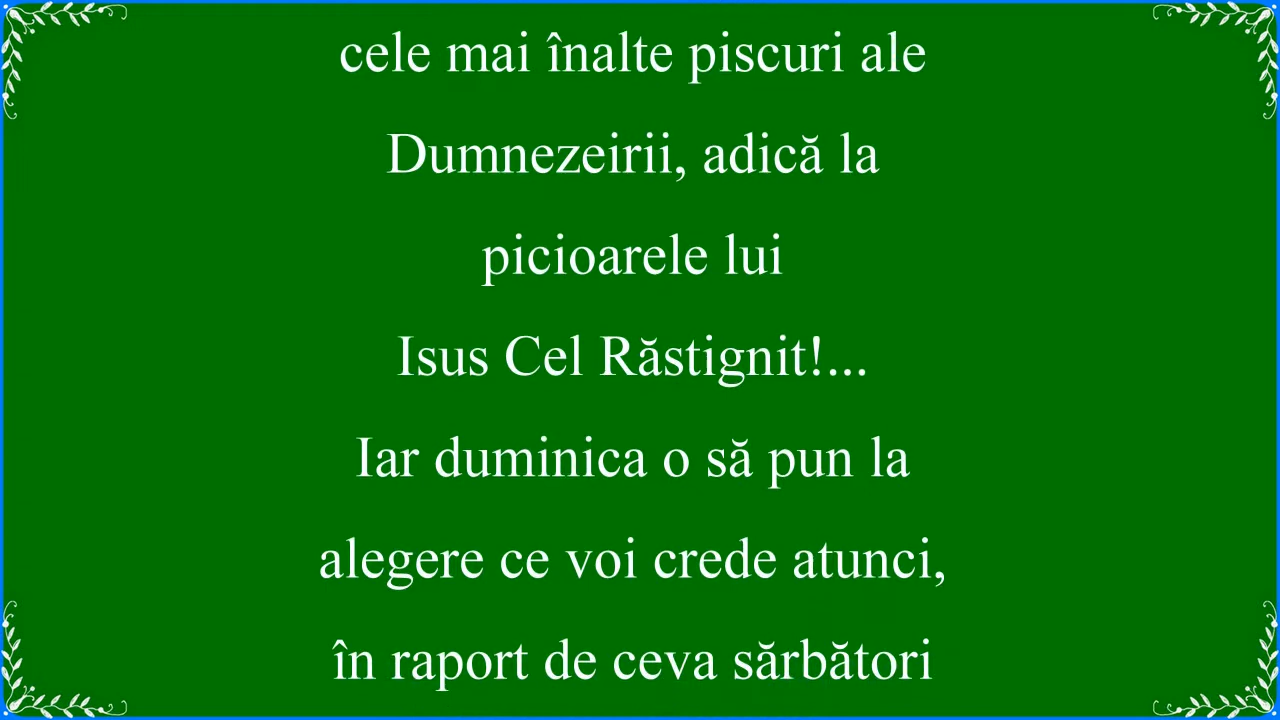 cele mai înalte piscuri ale
Dumnezeirii, adică la
picioarele lui
Isus Cel Răstignit!...
Iar duminica o să pun la
alegere ce voi crede atunci,
în raport de ceva sărbători